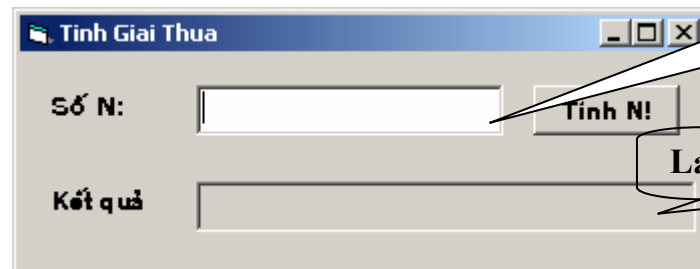 Tinh Giai Thua
Số N:
Tính N!
Kết quả